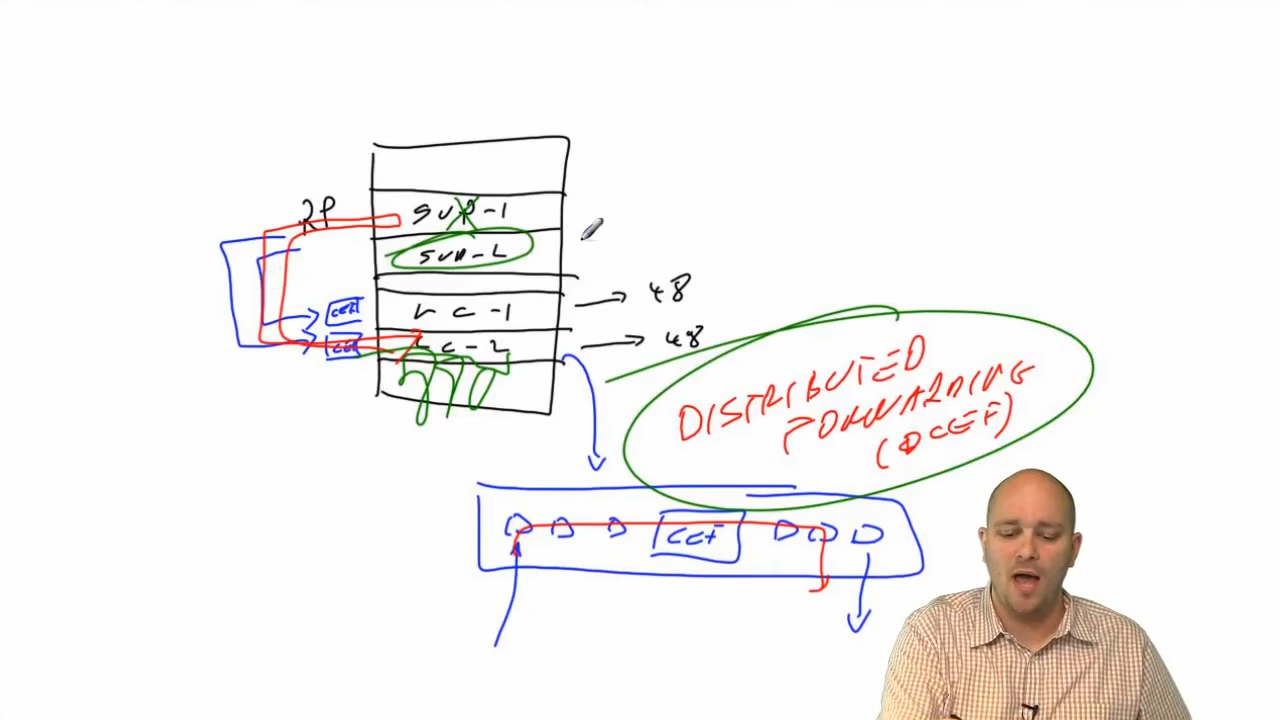 RP
SUP-1
SUP-2
LC-1
48
CEF
LC-2
48
CEF
DISTRIBUTED
FORWARDING
(DCEF)
CEF